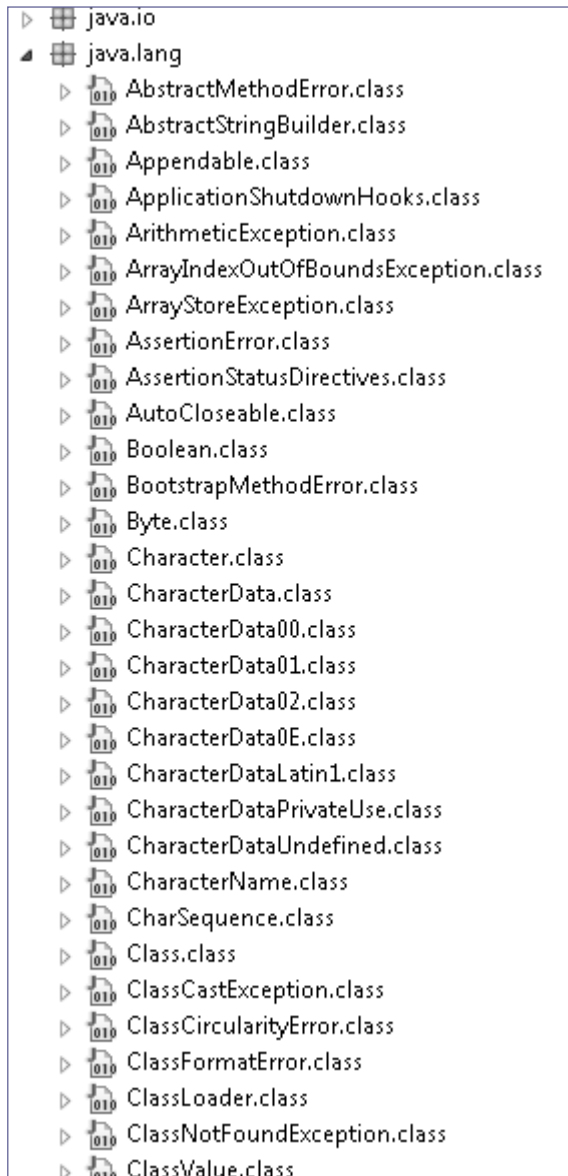 java.io
java.lang
AbstractMethodError.class
AbstractStringBuilder.class
Appendable.class
ApplicationShutdownHooks.class
ArithmeticException.class
ArrayIndexOutOfBoundsException.class
ArrayStoreException.class
AssertionError.class
AssertionStatusDirectives.class
AutoCloseable.class
Boolean.class
BootstrapMethodError.class
Byte.class
Character.class
CharacterData.class
CharacterData00.class
CharacterData01.class
CharacterData02.class
CharacterData0E.class
CharacterDataLatin1.class
CharacterDataPrivateUse.class
CharacterDataUndefined.class
CharacterName.class
CharSequence.class
Class.class
ClassCastException.class
ClassCircularityError.class
ClassFormatError.class
ClassLoader.class
ClassNotFoundException.class
ClassValue.class